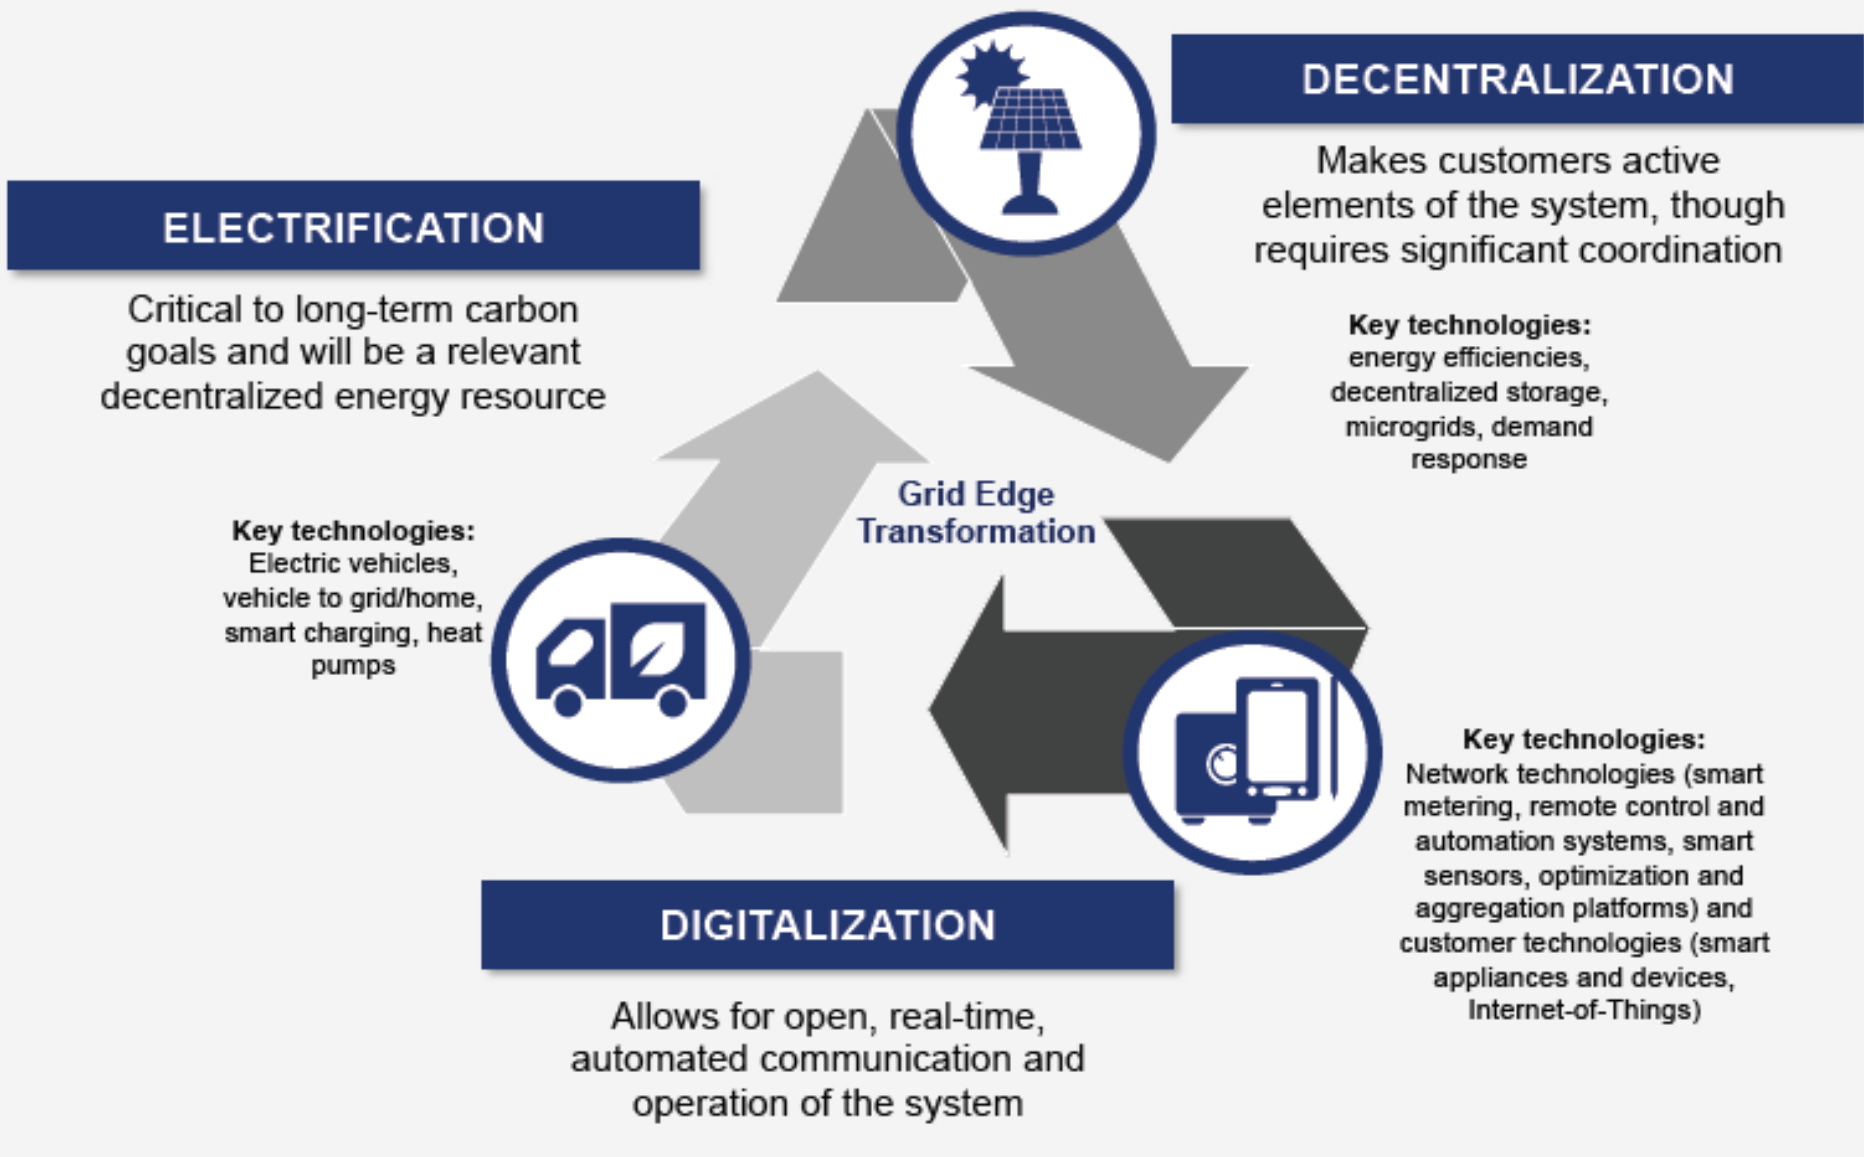 DECENTRALIZATION
Makes customers active
elements of the system, though
requires significant coordination
Key technologies:
energy efficiencies,
decentralized storage,
microgrids, demand
response
ELECTRIFICATION
Critical to long-term carbon
goals and will be a relevant
decentralized energy resource
Key technologies:
Electric vehicles,
vehicle to grid/home,
smart charging, heat
pumps
Grid Edge
Transformation
Key technologies:
Network technologies (smart
metering, remote control and
automation systems, smart
sensors, optimization and
aggregation platforms) and
customer technologies (smart
appliances and devices,
Internet-of-Things)
DIGITALIZATION
Allows for open, real-time,
automated communication and
operation of the system